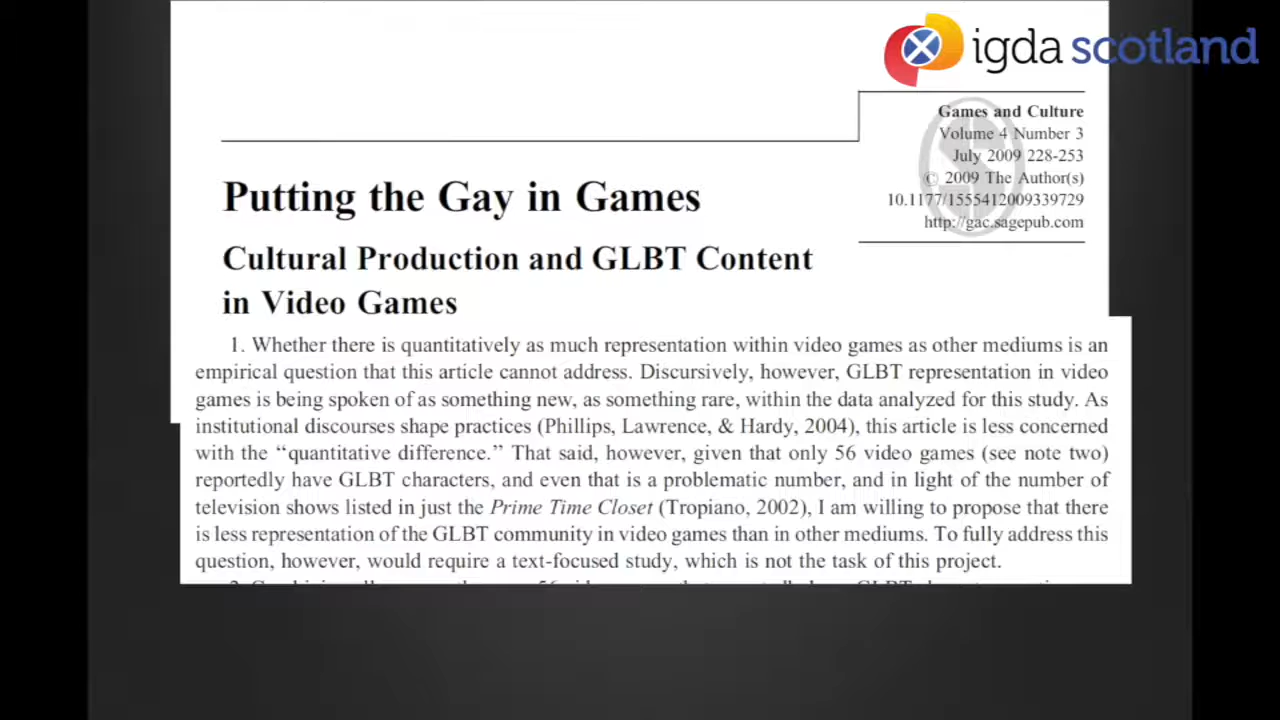 igda scotland
Games and Culture
Volume 4 Number 3
July 2009 228-253
© 2009 The Author(s)
10.1177/1555412009339729
http://gac.sagepub.com
Putting the Gay in Games
Cultural Production and GLBT Content
in Video Games
1. Whether there is quantitatively as much representation within video games as other mediums is an
empirical question that this article cannot address. Discursively, however, GLBT representation in video
games is being spoken of as something new, as something rare, within the data analyzed for this study. As
institutional discourses shape practices (Phillips, Lawrence, & Hardy, 2004), this article is less concerned
with the “quantitative difference.” That said, however, given that only 56 video games (see note two)
reportedly have GLBT characters, and even that is a problematic number, and in light of the number of
television shows listed in just the Prime Time Closet (Tropiano, 2002), I am willing to propose that there
is less representation of the GLBT community in video games than in other mediums. To fully address this
question, however, would require a text-focused study, which is not the task of this project.